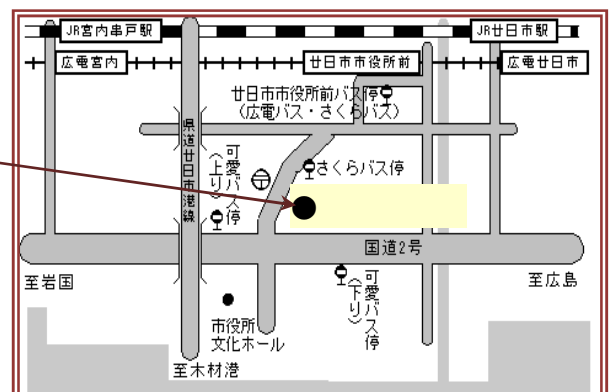 JR宮内串戸駅
JR廿日市駅
広電宮内
廿日市市役所前
広電廿日市
廿日市市役所前バス停
(広電バス・さくらバス)
県道廿日市港線
可愛バス停
(上り)
さくらバス停
国道2号
至岩国
至広島
可愛バス停
(下り)
市役所
文化ホール
至木材港